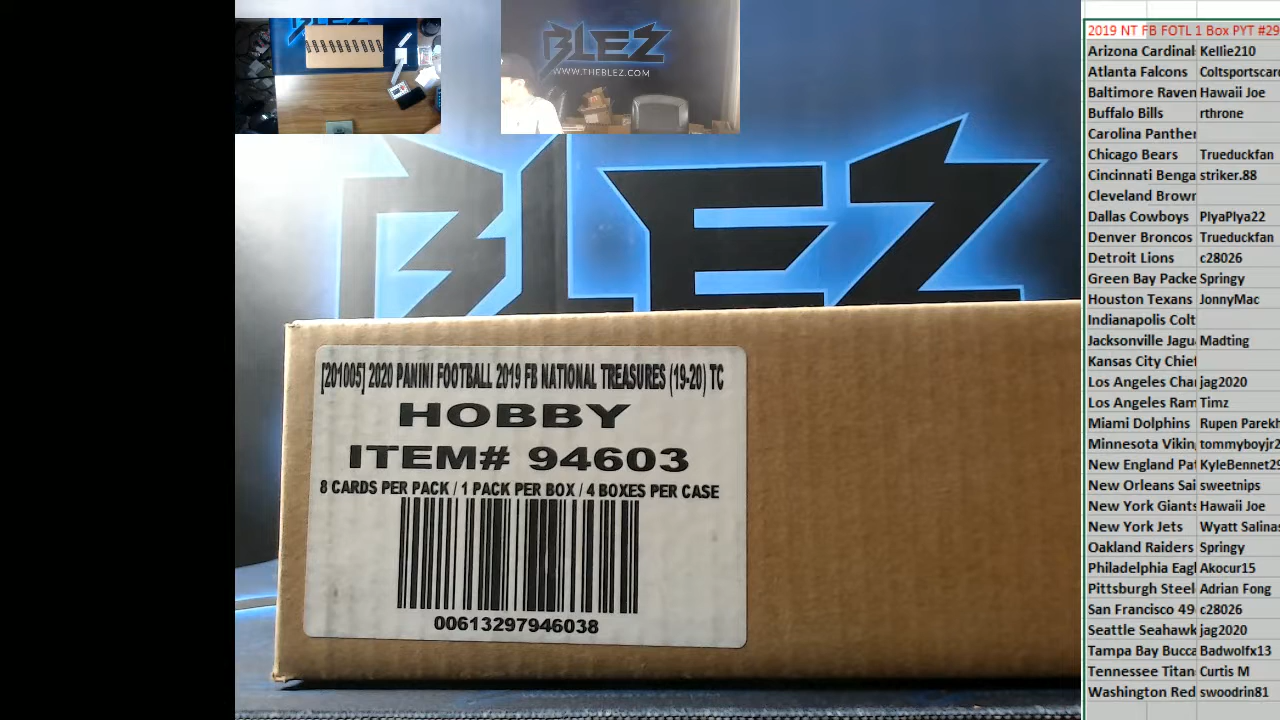 BLEZ
WWW.THEBLEZ.COM
BLEZ
[201005] 2020 PANINI FOOTBALL 2019 FB NATIONAL TREASURES (19-20) TC
HOBBY
ITEM# 94603
8 CARDS PER PACK / 1 PACK PER BOX / 4 BOXES PER CASE
00613297946038
2019 NT FB FOTL 1 Box PYT #29
Arizona Cardinal Kellie210
Atlanta Falcons Coltsportscar
Baltimore Raven Hawaii Joe
Buffalo Bills rthrone
Carolina Panther
Chicago Bears Trueduckfan
Cincinnati Benga striker.88
Cleveland Brown
Dallas Cowboys PlyaPlya22
Denver Broncos Trueduckfan
Detroit Lions c28026
Green Bay Packe Springy
Houston Texans JonnyMac
Indianapolis Colt
Jacksonville Jagu Madting
Kansas City Chief
Los Angeles Cha jag2020
Los Angeles Ram Timz
Miami Dolphins Rupen Parekh
Minnesota Vikin tommyboyjr2
New England Pat KyleBennet29
New Orleans Sai sweetnips
New York Giants Hawaii Joe
New York Jets Wyatt Salinas
Oakland Raiders Springy
Philadelphia Eagl Akocur15
Pittsburgh Steel Adrian Fong
San Francisco 49 c28026
Seattle Seahawk jag2020
Tampa Bay Bucca Badwolfx13
Tennessee Titan Curtis M
Washington Red swoodrin81